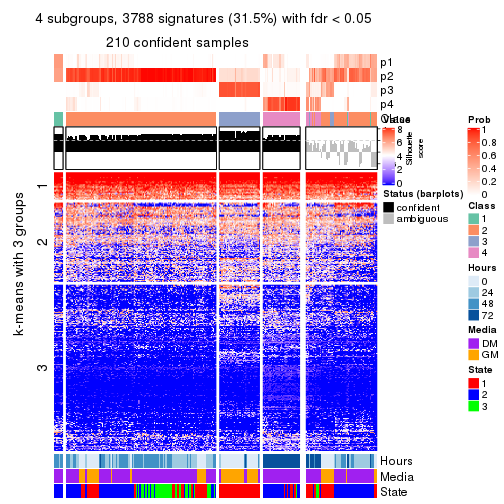 4 subgroups, 3788 signatures (31.5%) with fdr < 0.05
210 confident samples
p1
p2
p3
p4
Class
k-means with 3 groups
1
2
3
Silhouette
score
Value
8
6
4
2
0
Status (barplots)
confident
ambiguous
Prob
1
0.8
0.6
0.4
0.2
0
Class
1
2
3
4
Hours
0
24
48
72
Media
DM
GM
State
1
2
3
Hours
Media
State